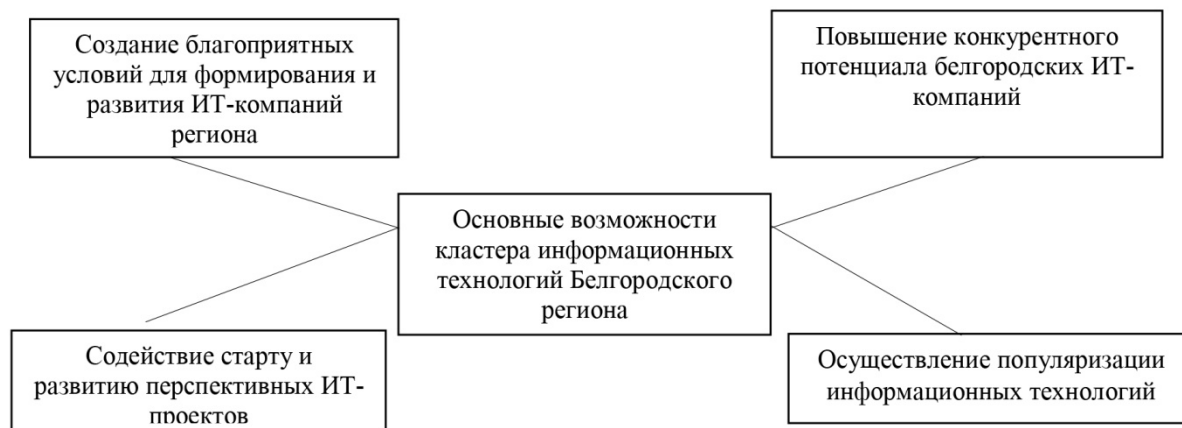 Создание благоприятных
условий для формирования и
развития ИТ-компаний
региона
Повышение конкурентного
потенциала белгородских ИТ-
компаний
Основные возможности
кластера информационных
технологий Белгородского
региона
Содействие старту и
развитию перспективных ИТ-
проектов
Осуществление популяризации
информационных технологий